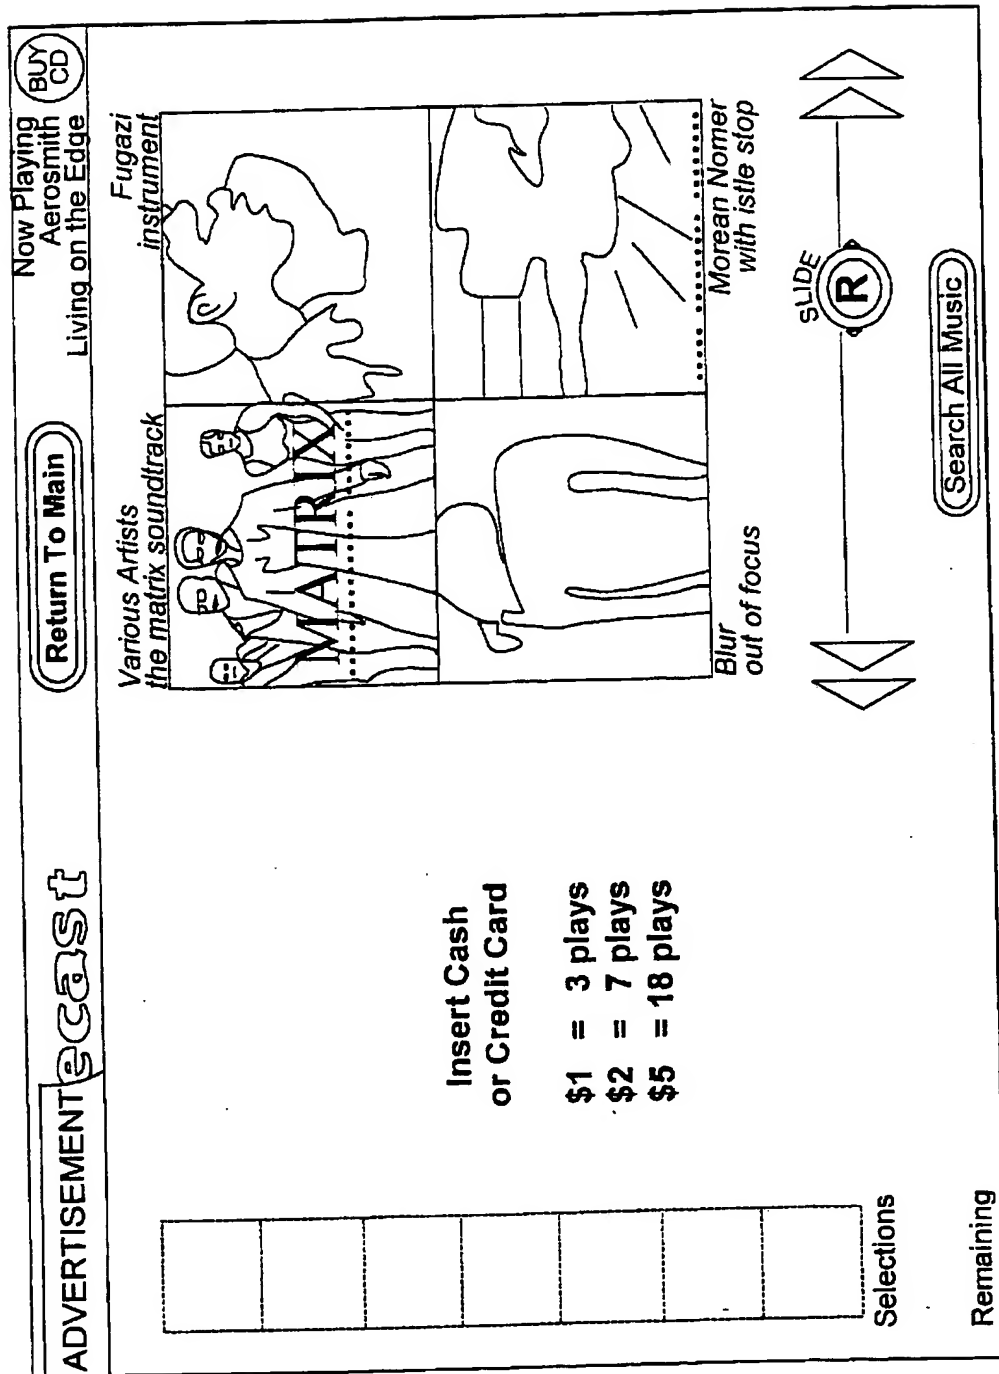 ADVERTISEMENT
ecast
Return To Main
Now Playing
Aerosmith
Living on the Edge
BUY
CD
Various Artists
the matrix soundtrack
Fugazi
instrument
MATRIX
Blur
out of focus
Morean Nomer
with istle stop
Insert Cash
or Credit Card
$1 = 3 plays
$2 = 7 plays
$5 = 18 plays
SLIDE
R
Search All Music
Selections
Remaining